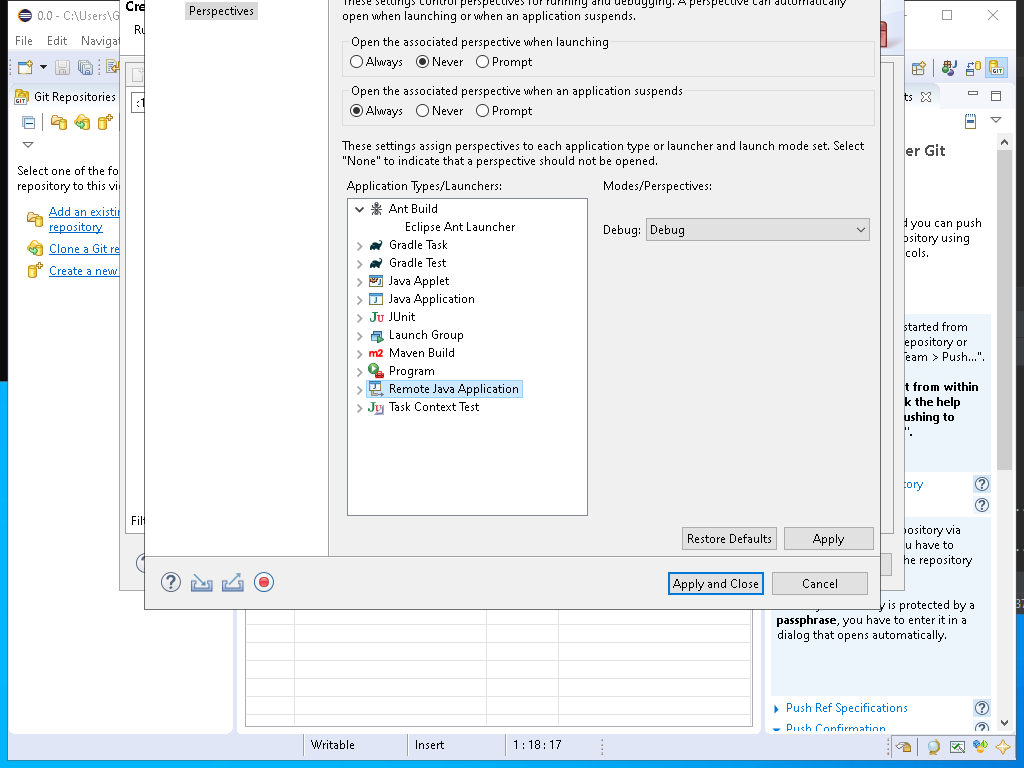 0.0 - C:\Users\G
Cre
Perspectives
These settings control perspectives for running and debugging. A perspective can automatically
open when launching or when an application suspends.
File Edit Naviga
Ru
Open the associated perspective when launching
Always Never Prompt
Git Repositories
Open the associated perspective when an application suspends
Always Never Prompt
ts
Select one of the fo
repository to this vi
Add an existin
repository
Clone a Git re
Create a new
These settings assign perspectives to each application type or launcher and launch mode set. Select
"None" to indicate that a perspective should not be opened.
Application Types/Launchers:
Modes/Perspectives:
Ant Build
Eclipse Ant Launcher
Gradle Task
Gradle Test
Java Applet
Java Application
JUnit
Launch Group
Maven Build
Program
Remote Java Application
Task Context Test
Debug: Debug
Filt
Restore Defaults Apply
Apply and Close Cancel
er Git
d you can push
ository using
cols.
started from
epository or
Team > Push...".
t from within
k the help
ushing to
".
ory
pository via
u have to
he repository
y is protected by a
passphrase, you have to enter it in a
dialog that opens automatically.
Push Ref Specifications
Push Confirmation
Writable Insert 1 : 18 : 17